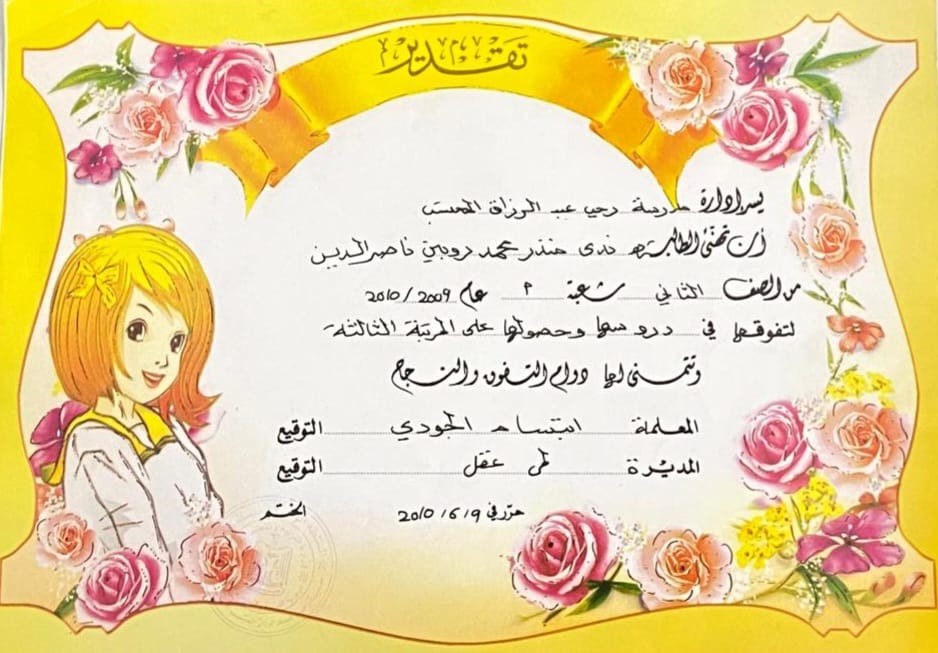 تقدير
يسر إدارة مدرسة رحي عبد الرزاق المحتسب
أن تهنئ الطالبة ندى منذر محمد روبين ناصر الدين
من الصف الثاني شعبة أ عام 2009 / 2010
لتفوقها في دروسها وحصولها على المرتبة الثالثة
وتتمنى لها دوام التفوق والنجاح
المعلمة ابتسام الجودي التوقيع
المديرة عقل التوقيع
حرر في 9 / 6 / 2010 الختم